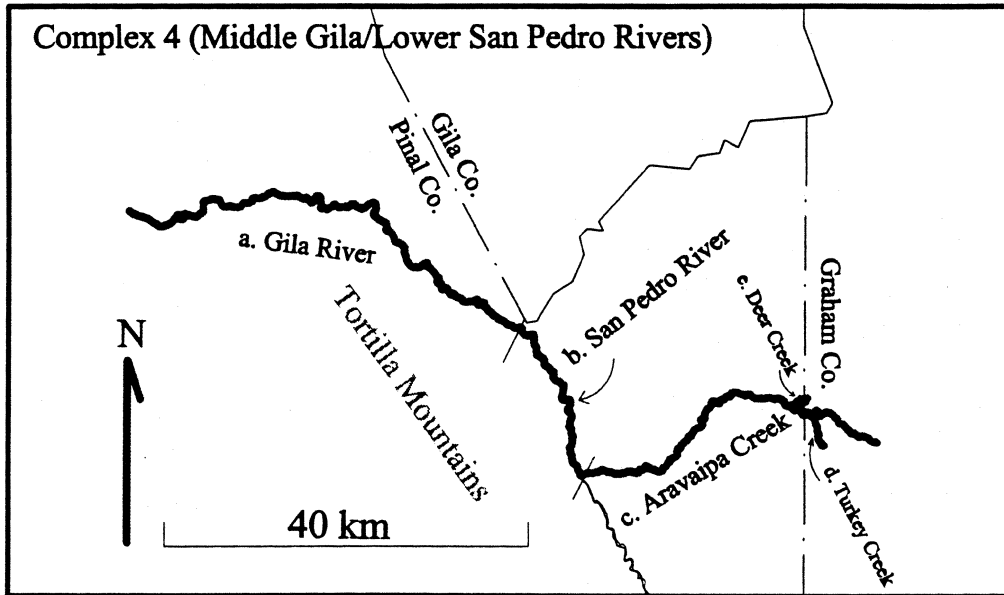 Complex 4 (Middle Gila/Lower San Pedro Rivers)
Gila Co.
Pinal Co.
a. Gila River
b. San Pedro River
e. Deer Creek
Graham Co.
N
Tortilla Mountains
c. Aravaipa Creek
d. Turkey Creek
40 km